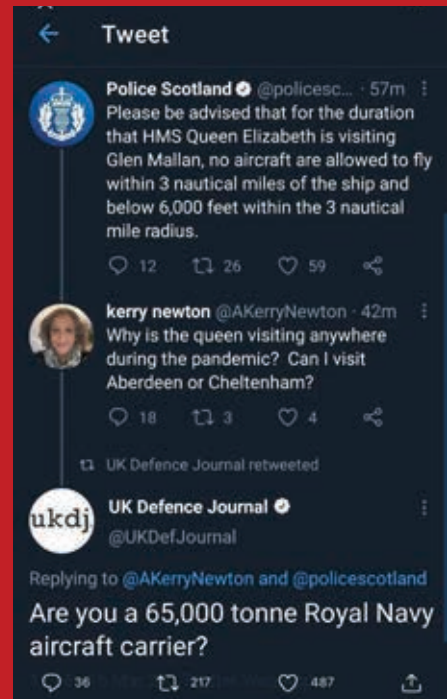 Tweet
Police Scotland @policesc... · 57m
Please be advised that for the duration
that HMS Queen Elizabeth is visiting
Glen Mallan, no aircraft are allowed to fly
within 3 nautical miles of the ship and
below 6,000 feet within the 3 nautical
mile radius.
12 26 59
kerry newton @AKerryNewton · 42m
Why is the queen visiting anywhere
during the pandemic? Can I visit
Aberdeen or Cheltenham?
18 3 4
UK Defence Journal retweeted
ukdj
UK Defence Journal
@UKDefJournal
Replying to @AKerryNewton and @policescotland
Are you a 65,000 tonne Royal Navy
aircraft carrier?
36 217 487